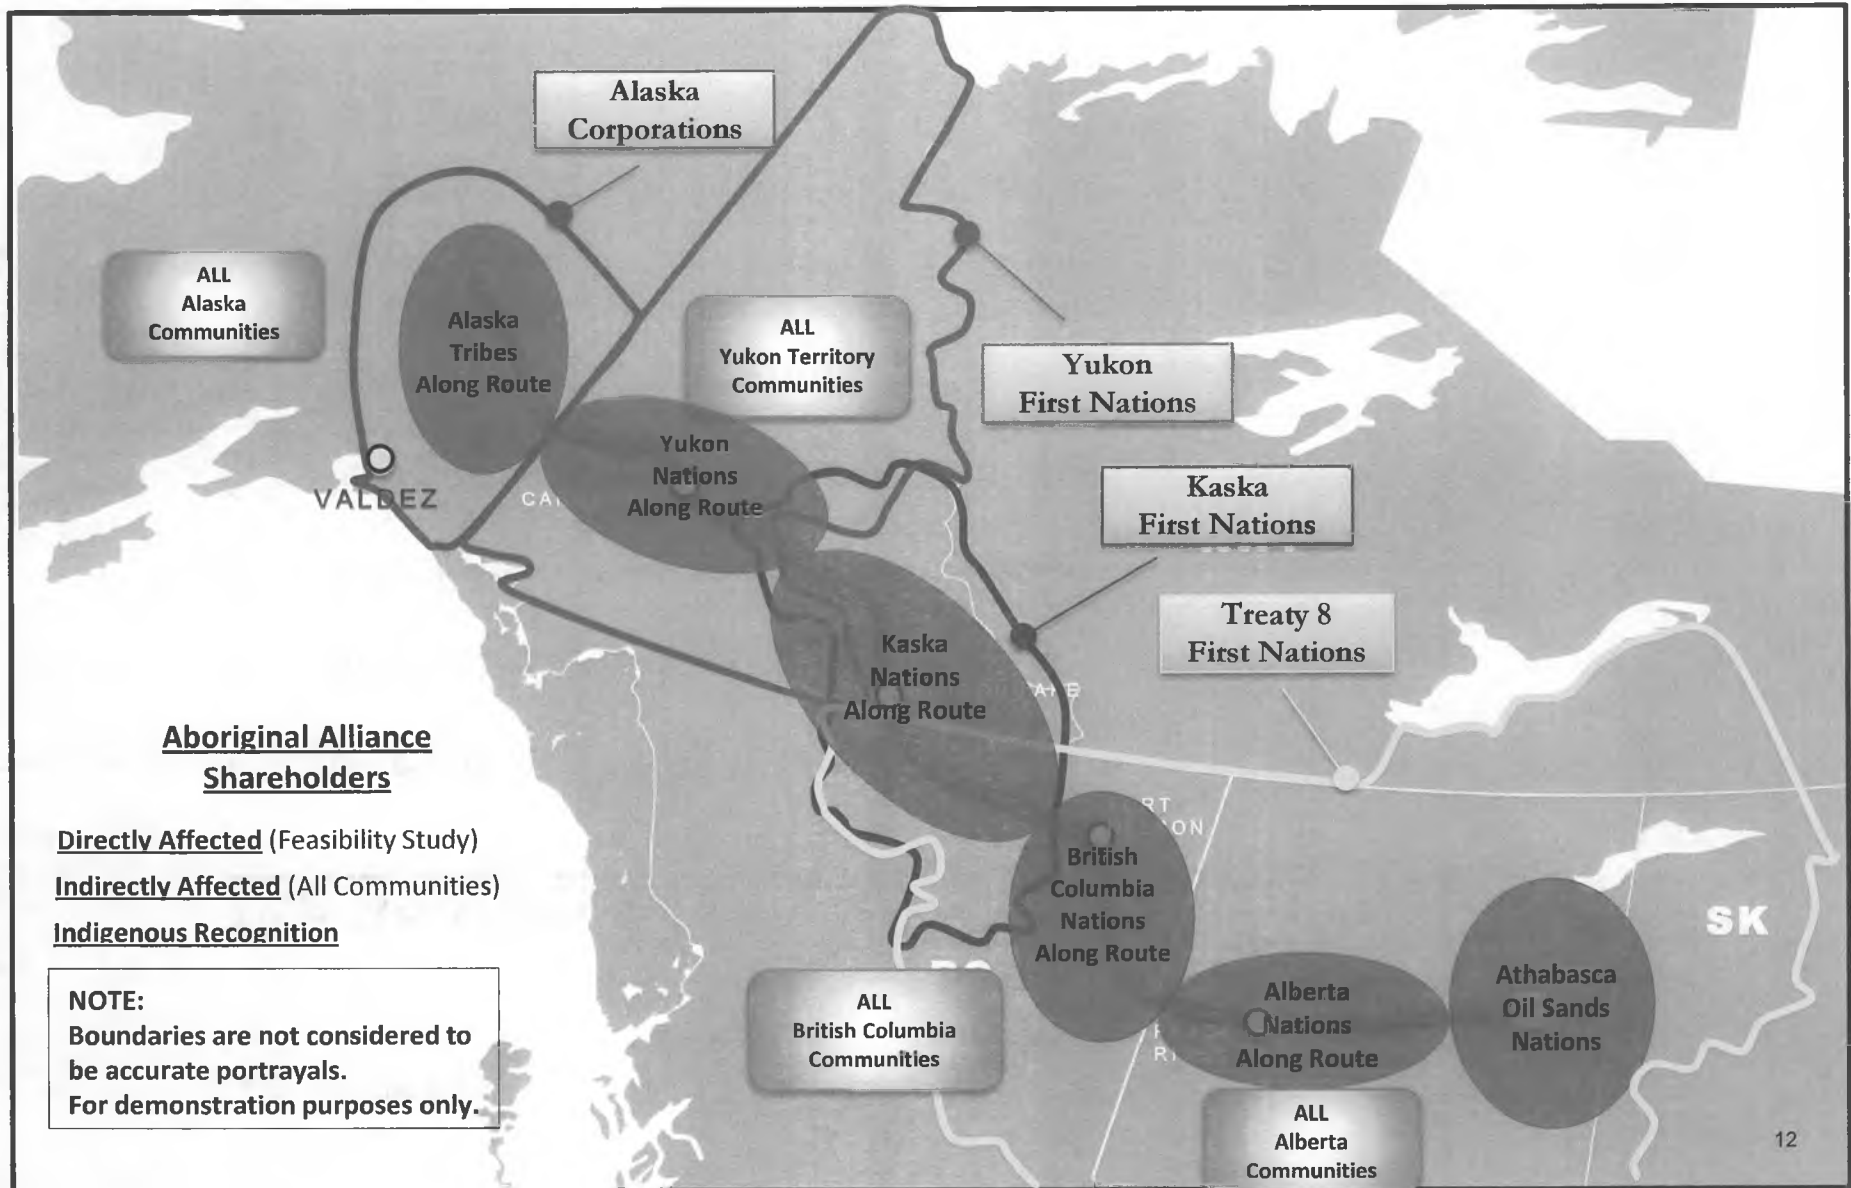 Alaska
Corporations
ALL
Alaska
Communities
Alaska
Tribes
Along Route
ALL
Yukon Territory
Communities
Yukon
First Nations
Yukon
Nations
Along Route
VALDEZ
Kaska
First Nations
Treaty 8
First Nations
Kaska
Nations
Along Route
Aboriginal Alliance
Shareholders
Directly Affected (Feasibility Study)
Indirectly Affected (All Communities)
Indigenous Recognition
NOTE:
Boundaries are not considered to
be accurate portrayals.
For demonstration purposes only.
British
Columbia
Nations
Along Route
ALL
British Columbia
Communities
Alberta
Nations
Along Route
Athabasca
Oil Sands
Nations
SK
ALL
Alberta
Communities
12